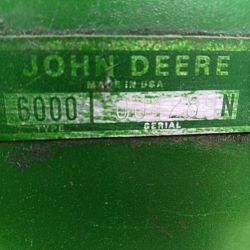 JOHN DEERE
MADE IN USA
6000 N
TYPE SERIAL